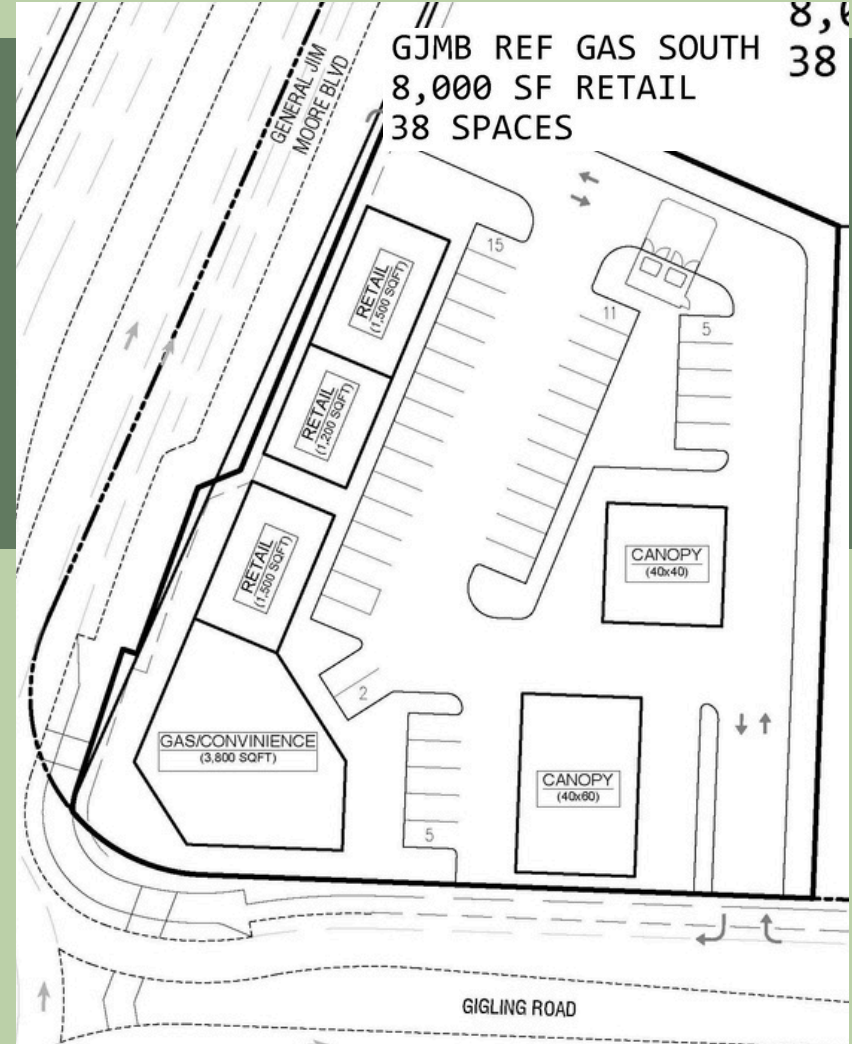 8,
38
GJMB REF GAS SOUTH
8,000 SF RETAIL
38 SPACES
GENERAL JIM
MOORE BLVD
15
RETAIL
(1,500 SQFT)
11
5
RETAIL
(1,200 SQFT)
RETAIL
(1,500 SQFT)
CANOPY
(40x40)
2
GAS/CONVINIENCE
(3,800 SQFT)
CANOPY
(40x60)
5
GIGLING ROAD